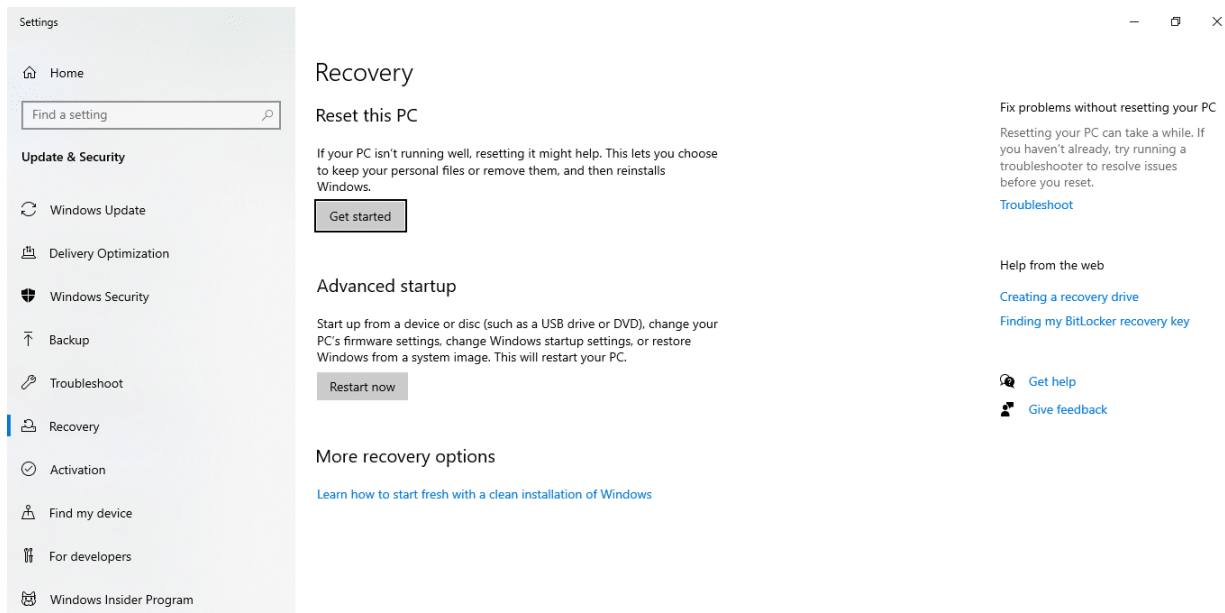 Settings
Home
Find a setting
Update & Security
Windows Update
Delivery Optimization
Windows Security
Backup
Troubleshoot
Recovery
Activation
Find my device
For developers
Windows Insider Program
Recovery
Reset this PC
If your PC isn't running well, resetting it might help. This lets you choose
to keep your personal files or remove them, and then reinstalls
Windows.
Get started
Advanced startup
Start up from a device or disc (such as a USB drive or DVD), change your
PC's firmware settings, change Windows startup settings, or restore
Windows from a system image. This will restart your PC.
Restart now
More recovery options
Learn how to start fresh with a clean installation of Windows
Fix problems without resetting your PC
Resetting your PC can take a while. If
you haven't already, try running a
troubleshooter to resolve issues
before you reset.
Troubleshoot
Help from the web
Creating a recovery drive
Finding my BitLocker recovery key
Get help
Give feedback